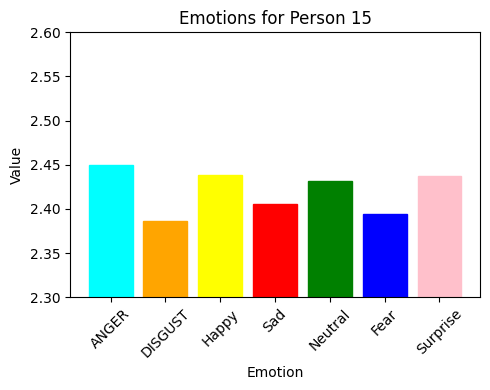 Emotions for Person 15
Value
2.60
2.55
2.50
2.45
2.40
2.35
2.30
ANGER
DISGUST
Happy
Sad
Neutral
Fear
Surprise
Emotion